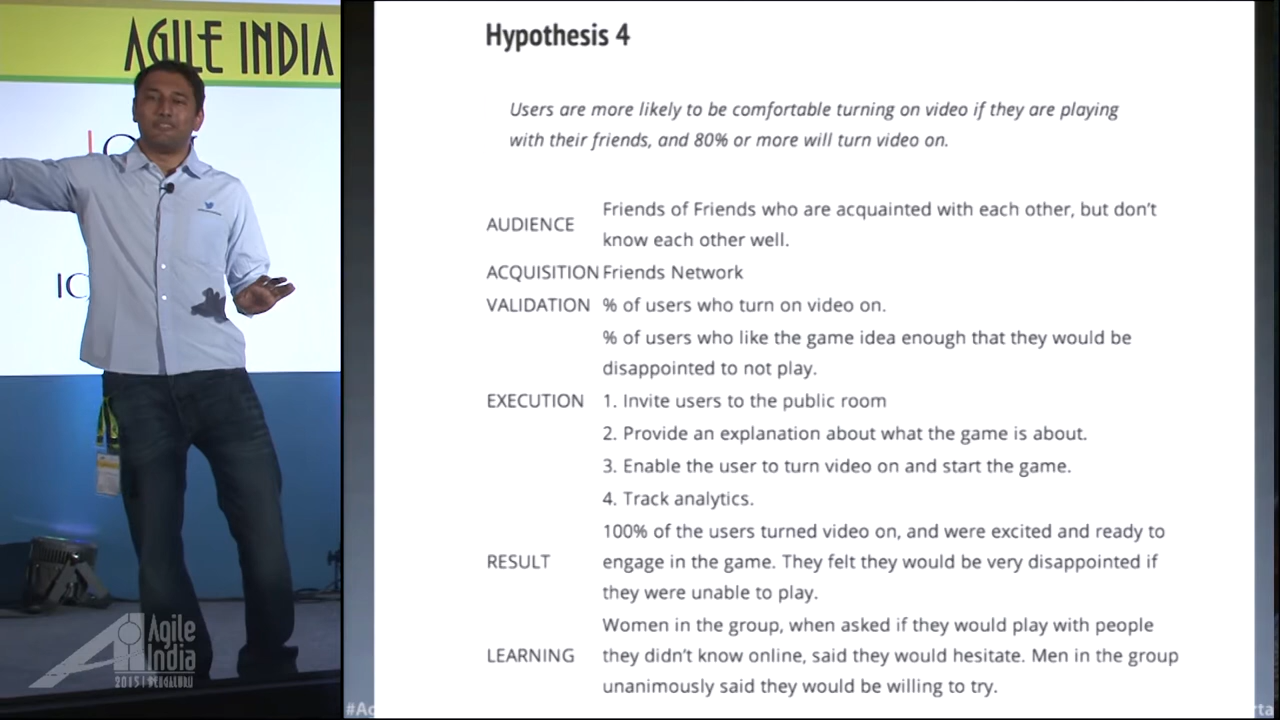 AGILE INDIA
IC
Agile
India
2015 | BENGALURU
Hypothesis 4
Users are more likely to be comfortable turning on video if they are playing
with their friends, and 80% or more will turn video on.
AUDIENCE
Friends of Friends who are acquainted with each other, but don't
know each other well.
ACQUISITION Friends Network
VALIDATION % of users who turn on video on.
% of users who like the game idea enough that they would be
disappointed to not play.
EXECUTION 1. Invite users to the public room
2. Provide an explanation about what the game is about.
3. Enable the user to turn video on and start the game.
4. Track analytics.
RESULT
100% of the users turned video on, and were excited and ready to
engage in the game. They felt they would be very disappointed if
they were unable to play.
LEARNING
Women in the group, when asked if they would play with people
they didn't know online, said they would hesitate. Men in the group
unanimously said they would be willing to try.